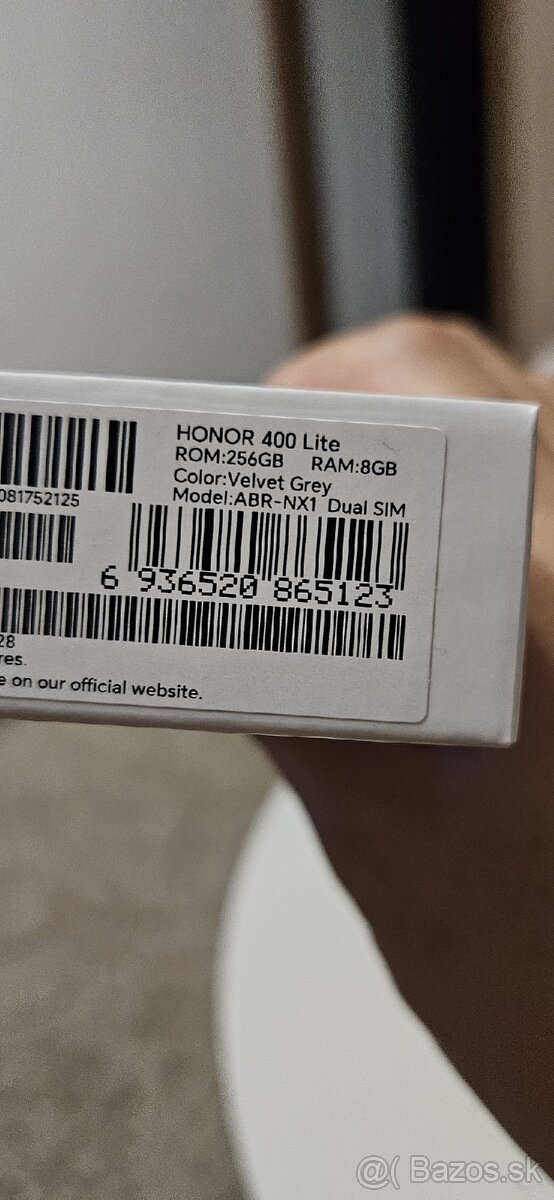 HONOR 400 Lite
ROM:256GB RAM:8GB
Color:Velvet Grey
Model:ABR-NX1 Dual SIM
081752125
6 936520 865123
28
res.
e on our official website.
@( Bazos.sk